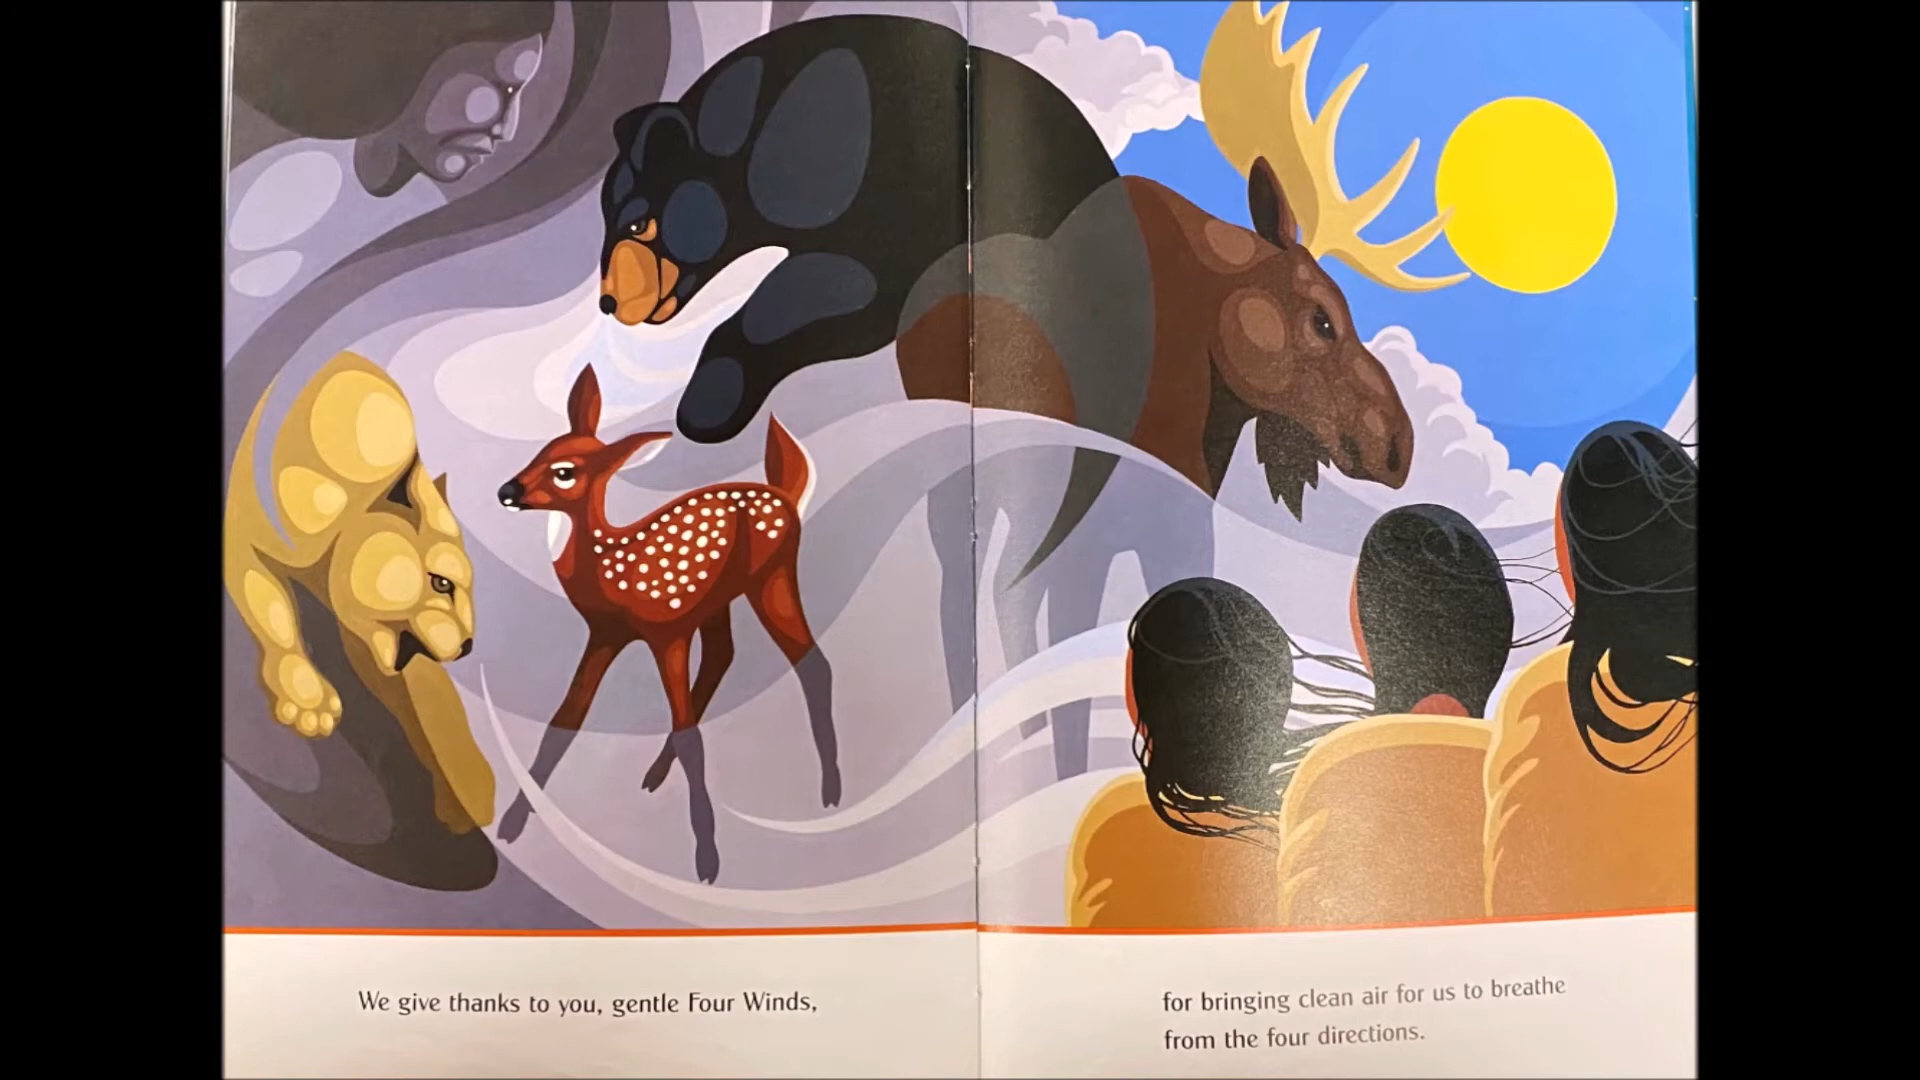 We give thanks to you, gentle Four Winds,
for bringing clean air for us to breathe
from the four directions.